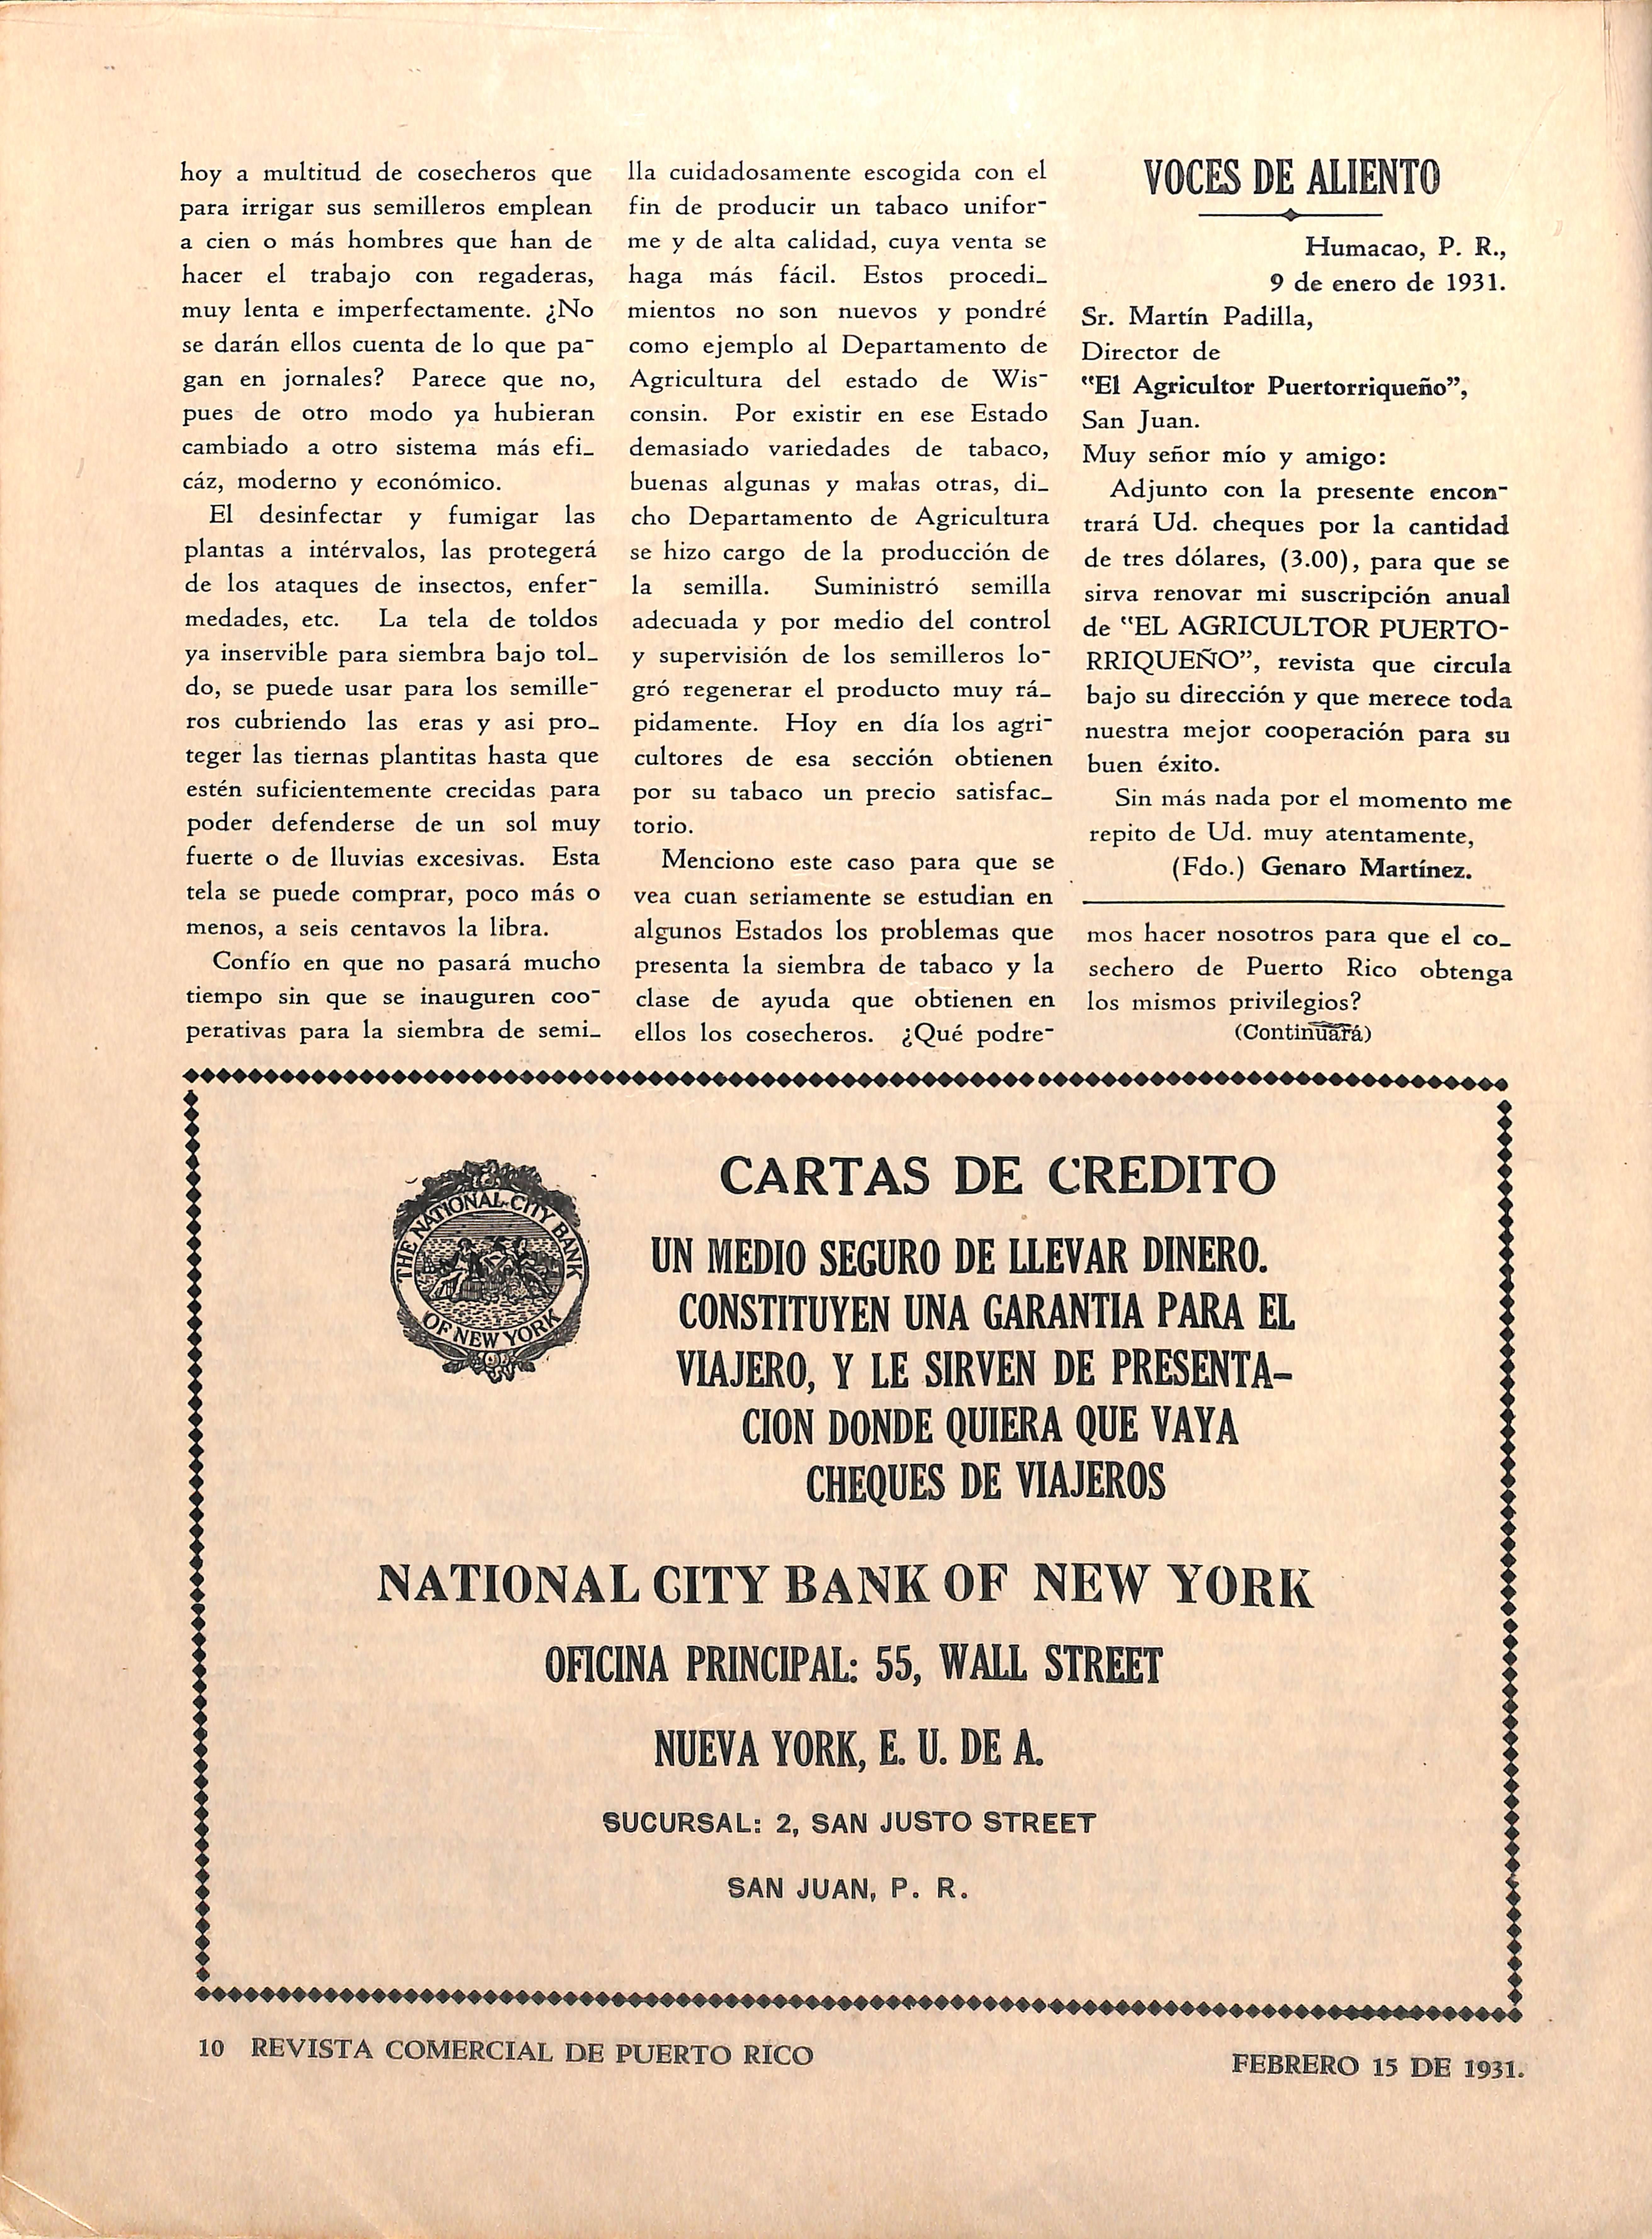 hoy a multitud de cosecheros que
para irrigar sus semilleros emplean
a cien o más hombres que han de
hacer el trabajo con regaderas,
muy lenta e imperfectamente. ¿No
se darán ellos cuenta de lo que pa-
gan en jornales? Parece que no,
pues de otro modo ya hubieran
cambiado a otro sistema más efi_
cáz, moderno y económico.
El desinfectar y fumigar las
plantas a intérvalos, las protegerá
de los ataques de insectos, enfer-
medades, etc. La tela de toldos
ya inservible para siembra bajo tol_
do, se puede usar para los semille-
ros cubriendo las eras y asi pro_
teger las tiernas plantitas hasta que
estén suficientemente crecidas para
poder defenderse de un sol muy
fuerte o de lluvias excesivas. Esta
tela se puede comprar, poco más o
menos, a seis centavos la libra.
Confío en que no pasará mucho
tiempo sin que se inauguren coo-
perativas para la siembra de semi_
lla cuidadosamente escogida con el
fin de producir un tabaco unifor-
me y de alta calidad, cuya venta se
haga más fácil. Estos procedi_
mientos no son nuevos y pondré
como ejemplo al Departamento de
Agricultura del estado de Wis-
consin. Por existir en ese Estado
demasiado variedades de tabaco,
buenas algunas y malas otras, di_
cho Departamento de Agricultura
se hizo cargo de la producción de
la semilla. Suministró semilla
adecuada y por medio del control
y supervisión de los semilleros lo-
gró regenerar el producto muy rá_
pidamente. Hoy en día los agri-
cultores de esa sección obtienen
por su tabaco un precio satisfac_
torio.
Menciono este caso para que se
vea cuan seriamente se estudian en
algunos Estados los problemas que
presenta la siembra de tabaco y la
clase de ayuda que obtienen en
ellos los cosecheros. ¿Qué podre-
VOCES DE ALIENTO
Humacao, P. R.,
9 de enero de 1931.
Sr. Martín Padilla,
Director de
"El Agricultor Puertorriqueño",
San Juan.
Muy señor mío y amigo:
Adjunto con la presente encon-
trará Ud. cheques por la cantidad
de tres dólares, (3.00), para que se
sirva renovar mi suscripción anual
de "EL AGRICULTOR PUERTO-
RRIQUEÑO", revista que circula
bajo su dirección y que merece toda
nuestra mejor cooperación para su
buen éxito.
Sin más nada por el momento me
repito de Ud. muy atentamente,
(Fdo.) Genaro Martínez.
mos hacer nosotros para que el co_
sechero de Puerto Rico obtenga
los mismos privilegios?
(Continuará)
THE NATIONAL CITY BANK
OF NEW YORK
CARTAS DE CREDITO
UN MEDIO SEGURO DE LLEVAR DINERO.
CONSTITUYEN UNA GARANTIA PARA EL
VIAJERO, Y LE SIRVEN DE PRESENTA-
CION DONDE QUIERA QUE VAYA
CHEQUES DE VIAJEROS
NATIONAL CITY BANK OF NEW YORK
OFICINA PRINCIPAL: 55, WALL STREET
NUEVA YORK, E. U. DE A.
SUCURSAL: 2, SAN JUSTO STREET
SAN JUAN, P. R.
10 REVISTA COMERCIAL DE PUERTO RICO
FEBRERO 15 DE 1931.